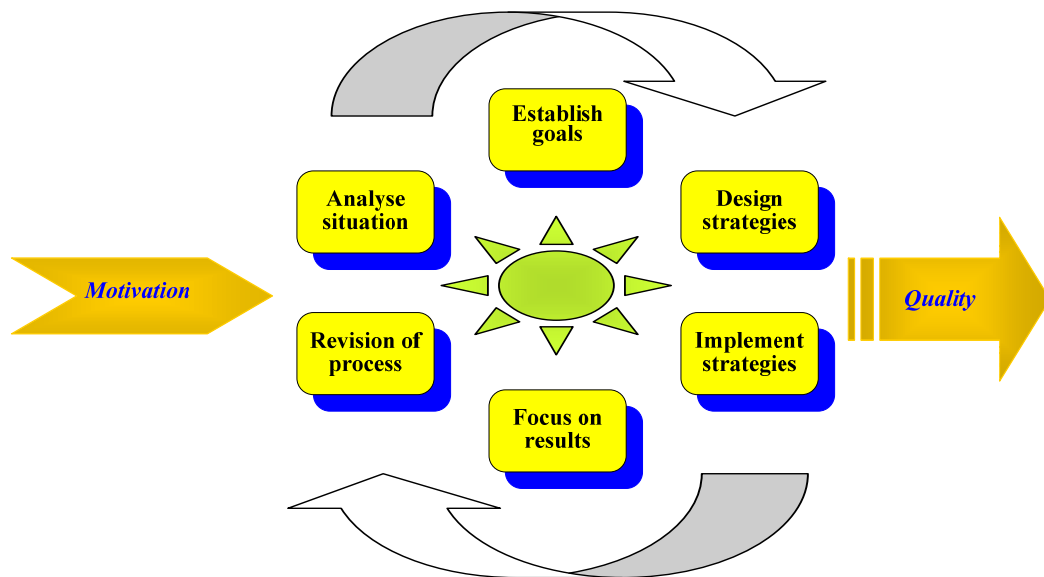 Motivation
Analyse
situation
Establish
goals
Design
strategies
Implement
strategies
Focus on
results
Revision of
process
Quality